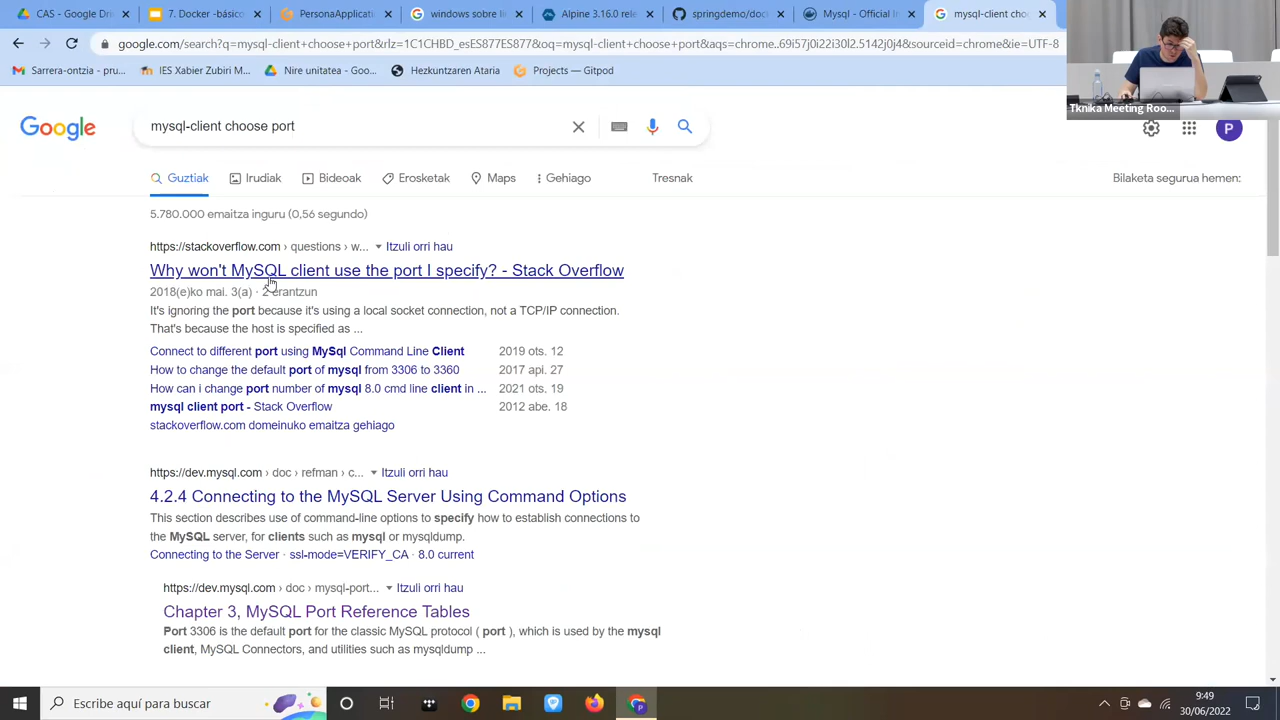 CAS - Google Drive
2. Proposamena
PersonaApplication
Alpine 3.16.0 rele
springdemo/docke
Mysql - Official I
mysql-client choo
google.com/search?q=mysql-client+choose+port&rlz=1C1CHBD_esES877ES877&oq=mysql-client+choose+port&aqs=chrome..69i57j0i22i30l2.5142j0j4&sourceid=chrome&ie=UTF-8
Sarrera-ontzia - pru...
IES Xabier Zubiri M...
Nire unitatea - Goo...
Hezkuntzaren Ataria
Projects — Gitpod
Tknika Meeting Roo...
Google
mysql-client choose port
P
Guztiak
Irudiak
Bideoak
Erosketak
Maps
Gehiago
Tresnak
Bilaketa segurua hemen:
5.780.000 emaitza inguru (0,56 segundo)
https://stackoverflow.com › questions › w... Itzuli orri hau
Why won't MySQL client use the port I specify? - Stack Overflow
2018(e)ko mai. 3(a) · 2 erantzun
It's ignoring the port because it's using a local socket connection, not a TCP/IP connection.
That's because the host is specified as ...
Connect to different port using MySql Command Line Client 2019 ots. 12
How to change the default port of mysql from 3306 to 3360 2017 api. 27
How can i change port number of mysql 8.0 cmd line client in ... 2021 ots. 19
mysql client port - Stack Overflow 2012 abe. 18
stackoverflow.com domeinuko emaitza gehiago
https://dev.mysql.com › doc › refman › c... Itzuli orri hau
4.2.4 Connecting to the MySQL Server Using Command Options
This section describes use of command-line options to specify how to establish connections to
the MySQL server, for clients such as mysql or mysqldump.
Connecting to the Server · ssl-mode=VERIFY_CA · 8.0 current
https://dev.mysql.com › doc › mysql-port... Itzuli orri hau
Chapter 3, MySQL Port Reference Tables
Port 3306 is the default port for the classic MySQL protocol ( port ), which is used by the mysql
client, MySQL Connectors, and utilities such as mysqldump ...
Escribe aquí para buscar
9:49
30/06/2022